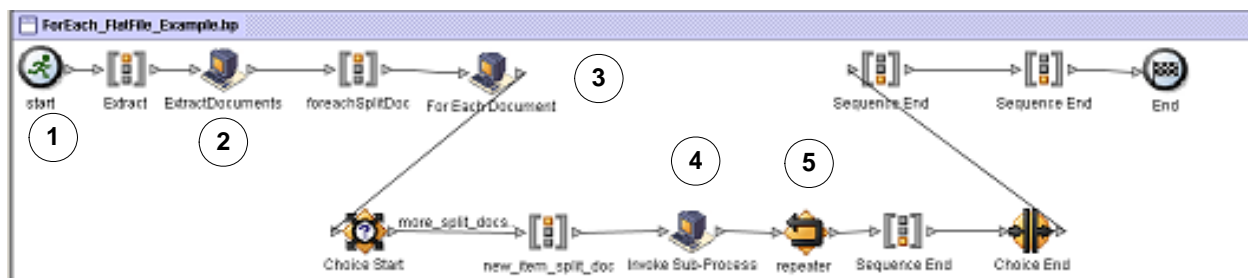 ForEach_FlatFile_Example.bp
start
Extract
ExtractDocuments
foreachSplitDoc
For Each Document
Sequence End
Sequence End
End
1
2
3
4
5
more_split_docs
Choice Start
new_item_split_doc
Invoke Sub-Process
repeater
Sequence End
Choice End